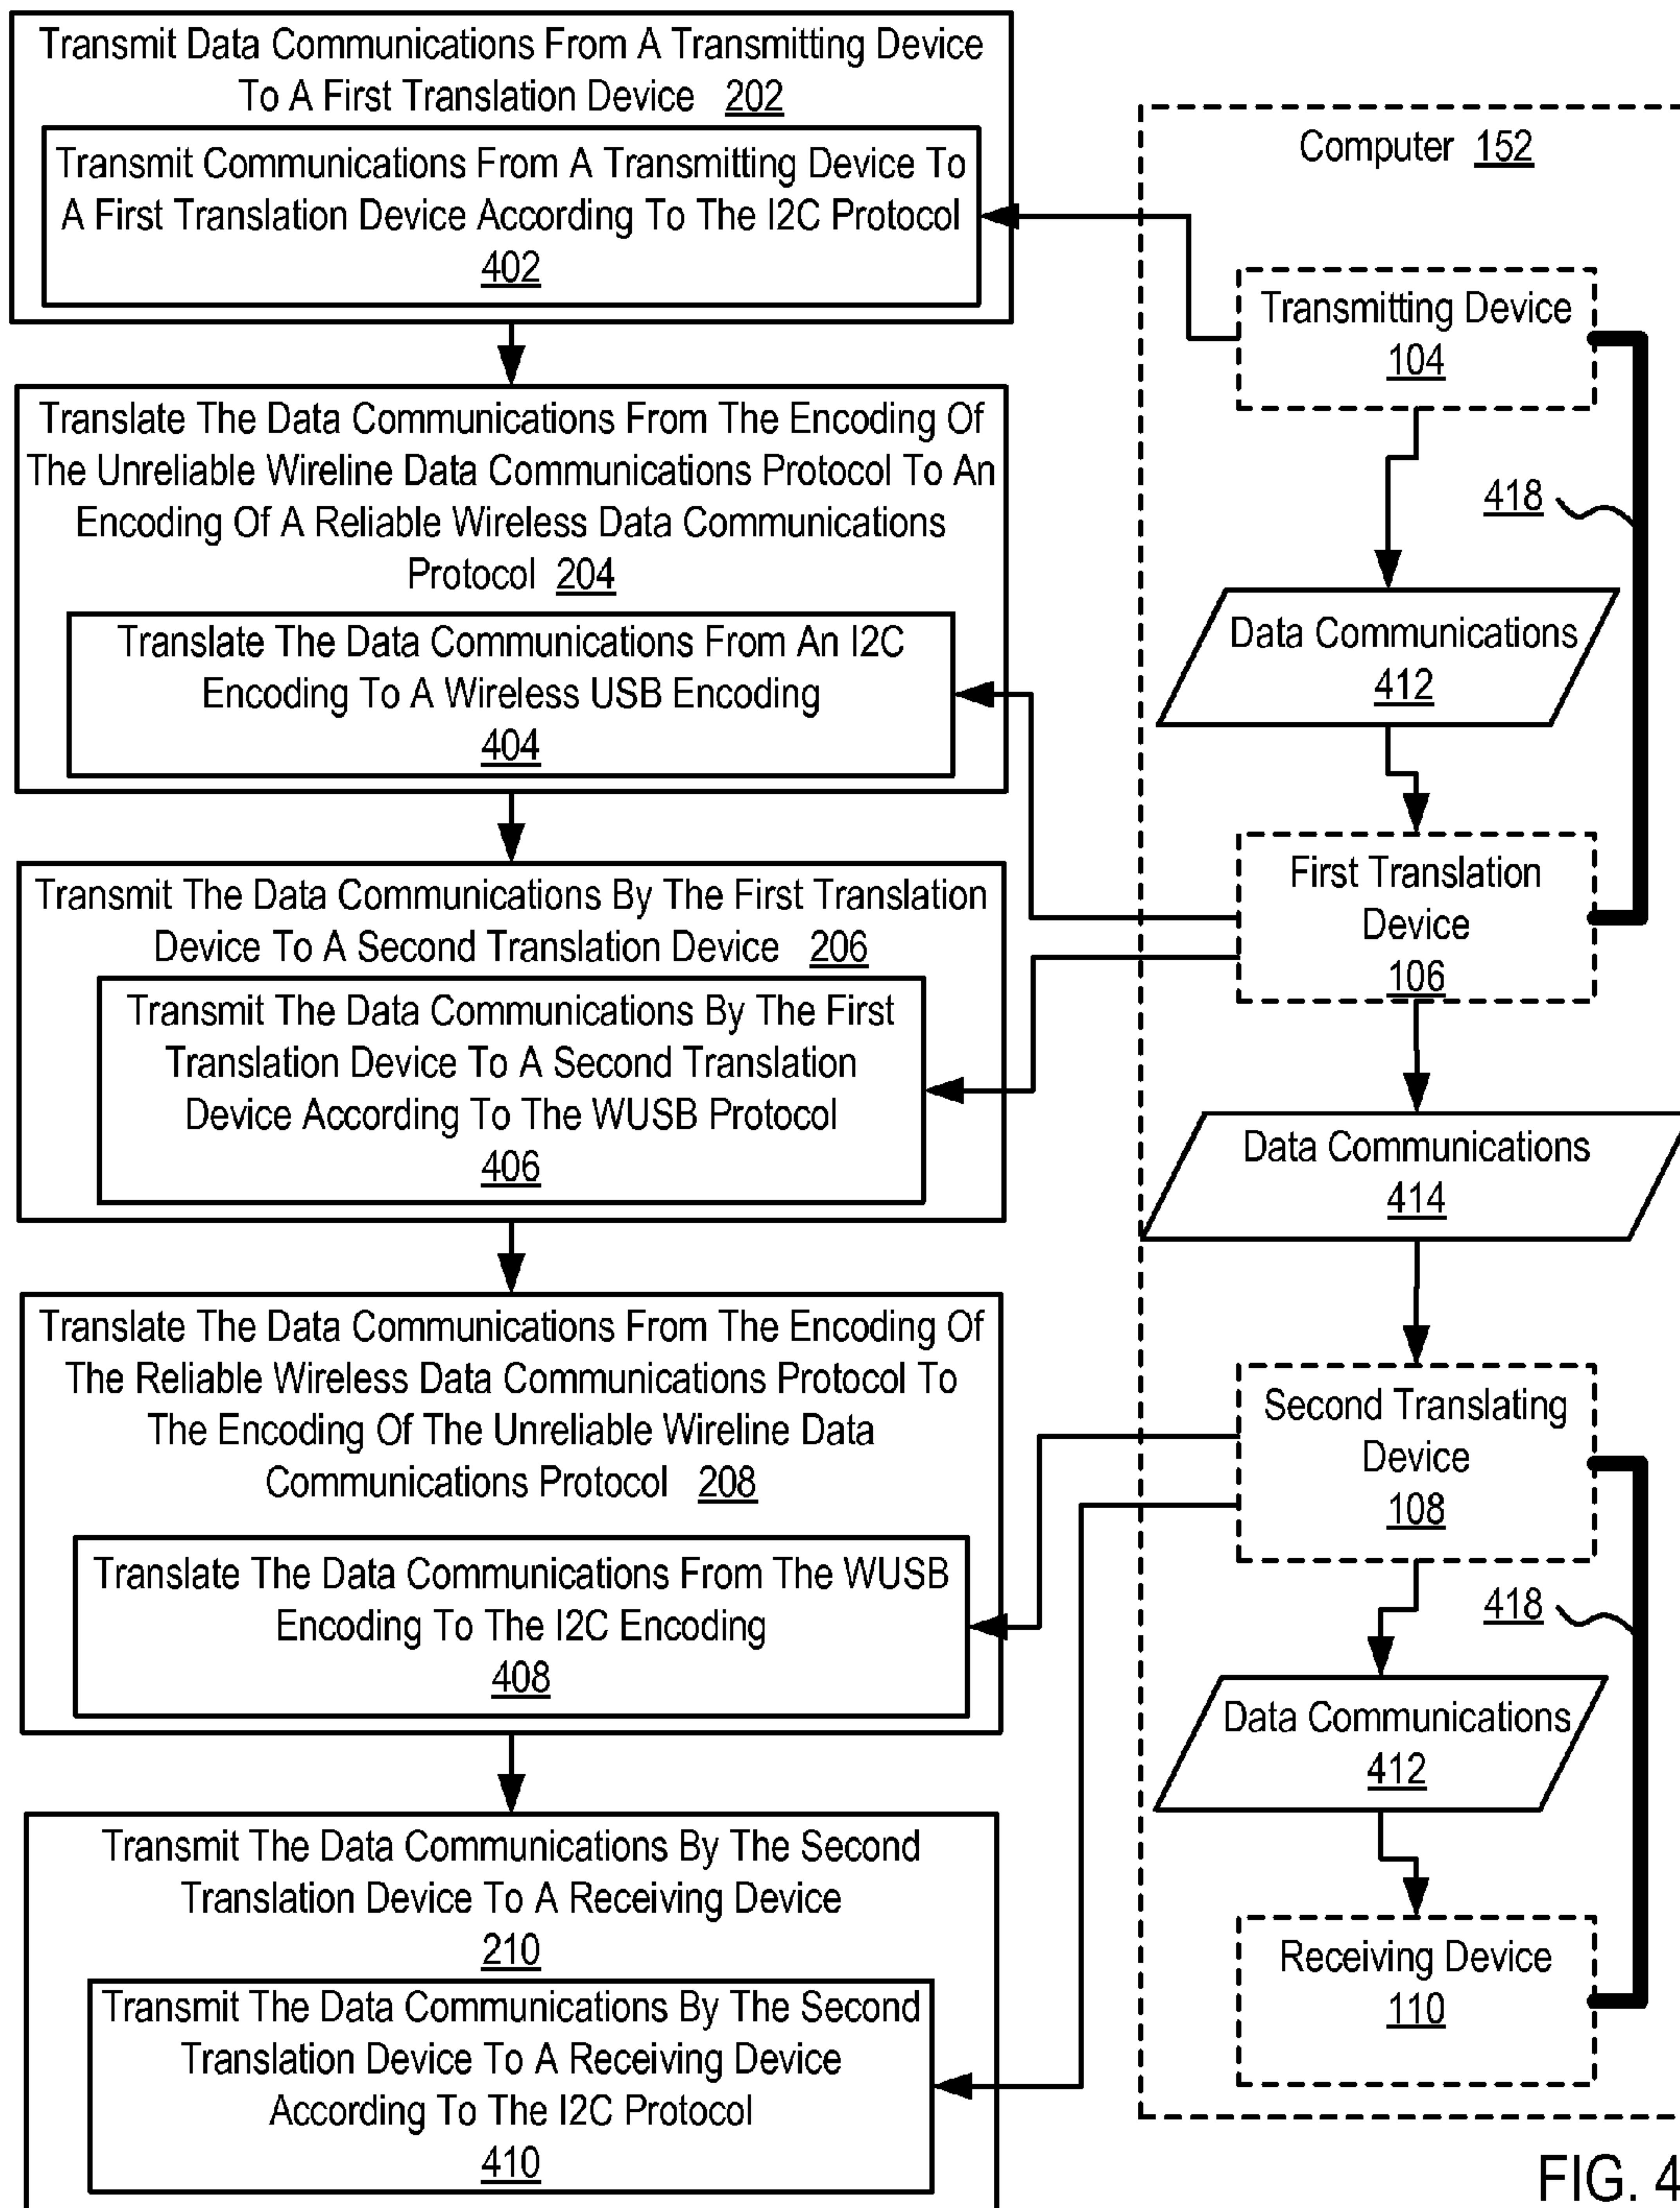 Transmit Data Communications From A Transmitting Device
To A First Translation Device 202
Transmit Communications From A Transmitting Device To
A First Translation Device According To The I2C Protocol
402
Translate The Data Communications From The Encoding Of
The Unreliable Wireline Data Communications Protocol To An
Encoding Of A Reliable Wireless Data Communications
Protocol 204
Translate The Data Communications From An I2C
Encoding To A Wireless USB Encoding
404
Transmit The Data Communications By The First Translation
Device To A Second Translation Device 206
Transmit The Data Communications By The First
Translation Device To A Second Translation
Device According To The WUSB Protocol
406
Translate The Data Communications From The Encoding Of
The Reliable Wireless Data Communications Protocol To
The Encoding Of The Unreliable Wireline Data
Communications Protocol 208
Translate The Data Communications From The WUSB
Encoding To The I2C Encoding
408
Transmit The Data Communications By The Second
Translation Device To A Receiving Device
210
Transmit The Data Communications By The Second
Translation Device To A Receiving Device
According To The I2C Protocol
410
Computer 152
Transmitting Device
104
418
Data Communications
412
First Translation
Device
106
Data Communications
414
Second Translating
Device
108
418
Data Communications
412
Receiving Device
110
FIG. 4